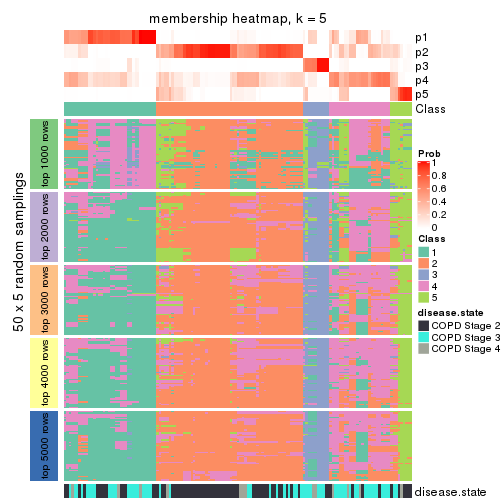 membership heatmap, k = 5
p1
p2
p3
p4
p5
Class
50 x 5 random samplings
top 1000 rows
top 2000 rows
top 3000 rows
top 4000 rows
top 5000 rows
disease.state
Prob
1
0.8
0.6
0.4
0.2
0
Class
1
2
3
4
5
disease.state
COPD Stage 2
COPD Stage 3
COPD Stage 4